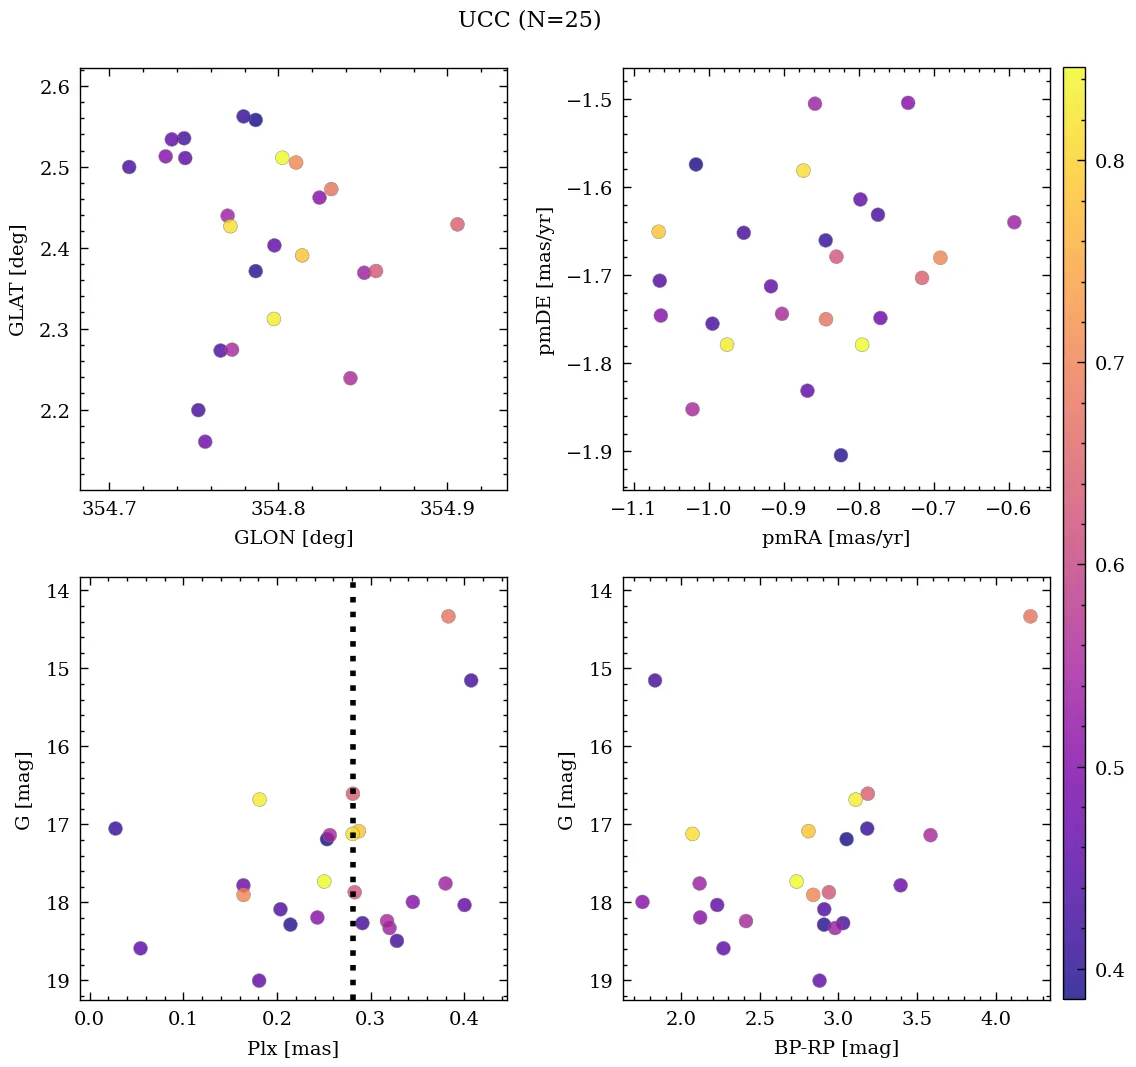 UCC (N=25)
2.6
2.5
2.4
2.3
2.2
GLAT [deg]
354.7 354.8 354.9
GLON [deg]
−1.5
−1.6
−1.7
−1.8
−1.9
pmDE [mas/yr]
−1.1 −1.0 −0.9 −0.8 −0.7 −0.6
pmRA [mas/yr]
14
15
16
17
18
19
G [mag]
0.0 0.1 0.2 0.3 0.4
Plx [mas]
14
15
16
17
18
19
G [mag]
2.0 2.5 3.0 3.5 4.0
BP-RP [mag]
0.8
0.7
0.6
0.5
0.4